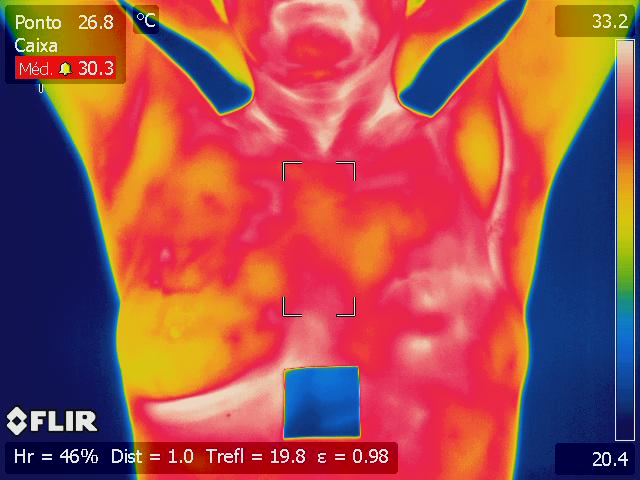 Ponto 26.8 °C
Caixa
Méd. 30.3
33.2
FLIR
Hr = 46% Dist = 1.0 Trefl = 19.8 ε = 0.98
20.4